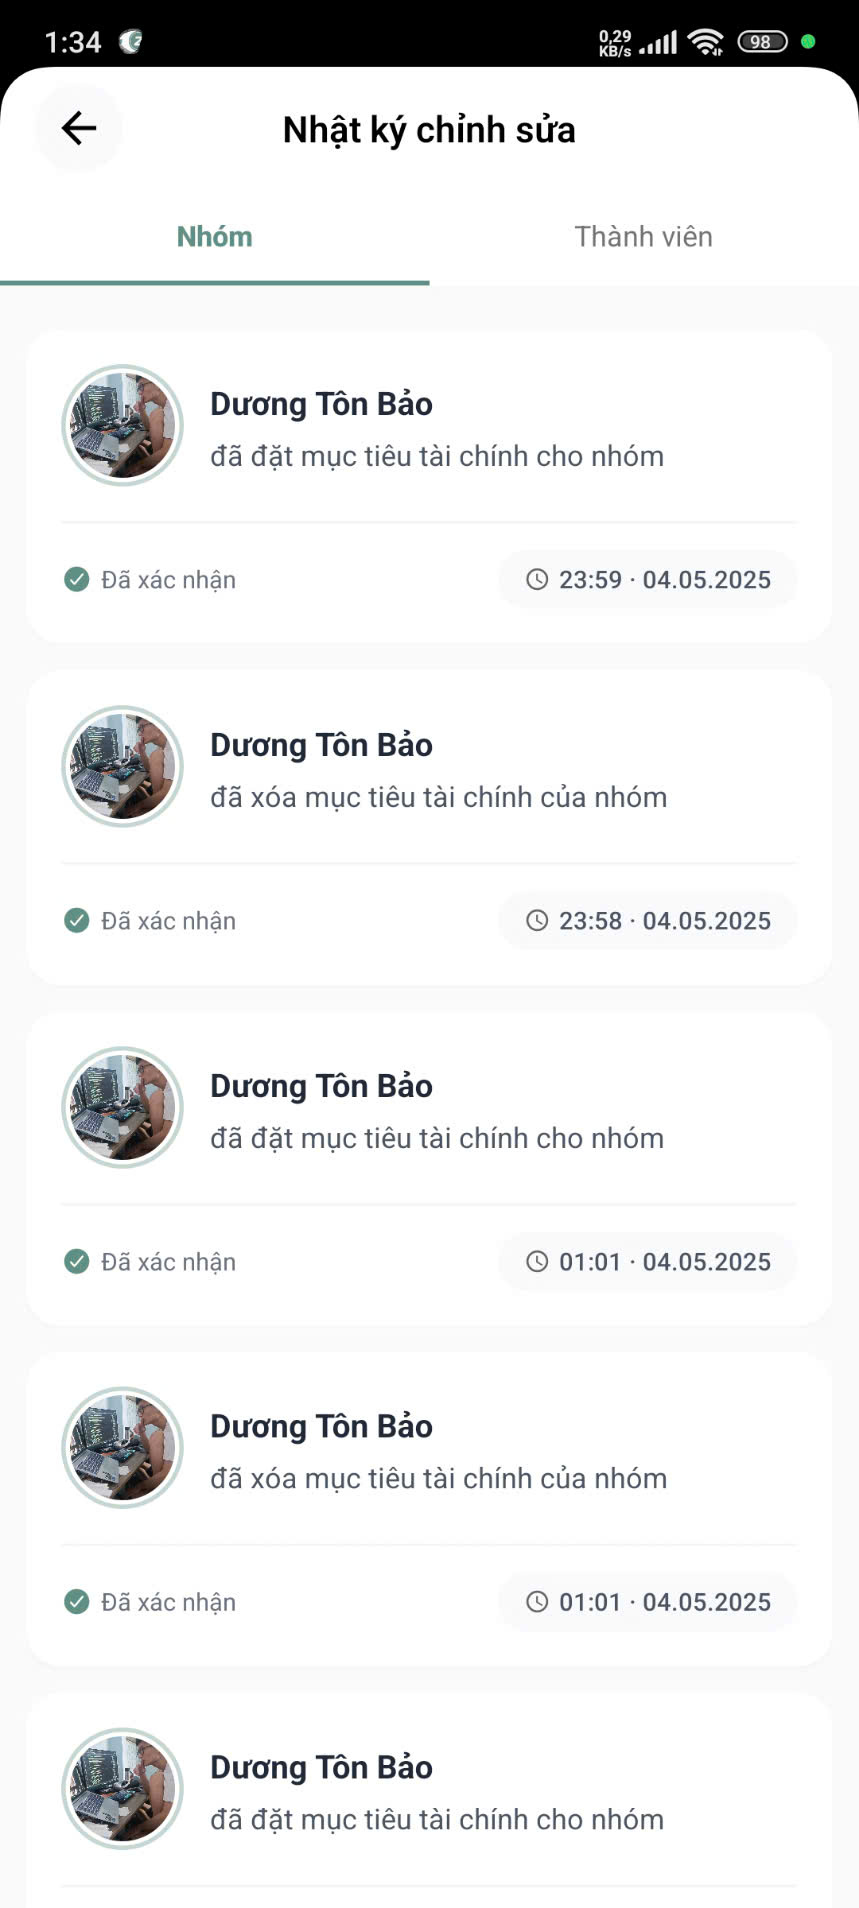 1:34
0,29
KB/s
98
Nhật ký chỉnh sửa
Nhóm
Thành viên
Dương Tôn Bảo
đã đặt mục tiêu tài chính cho nhóm
Đã xác nhận
23:59 · 04.05.2025
Dương Tôn Bảo
đã xóa mục tiêu tài chính của nhóm
Đã xác nhận
23:58 · 04.05.2025
Dương Tôn Bảo
đã đặt mục tiêu tài chính cho nhóm
Đã xác nhận
01:01 · 04.05.2025
Dương Tôn Bảo
đã xóa mục tiêu tài chính của nhóm
Đã xác nhận
01:01 · 04.05.2025
Dương Tôn Bảo
đã đặt mục tiêu tài chính cho nhóm